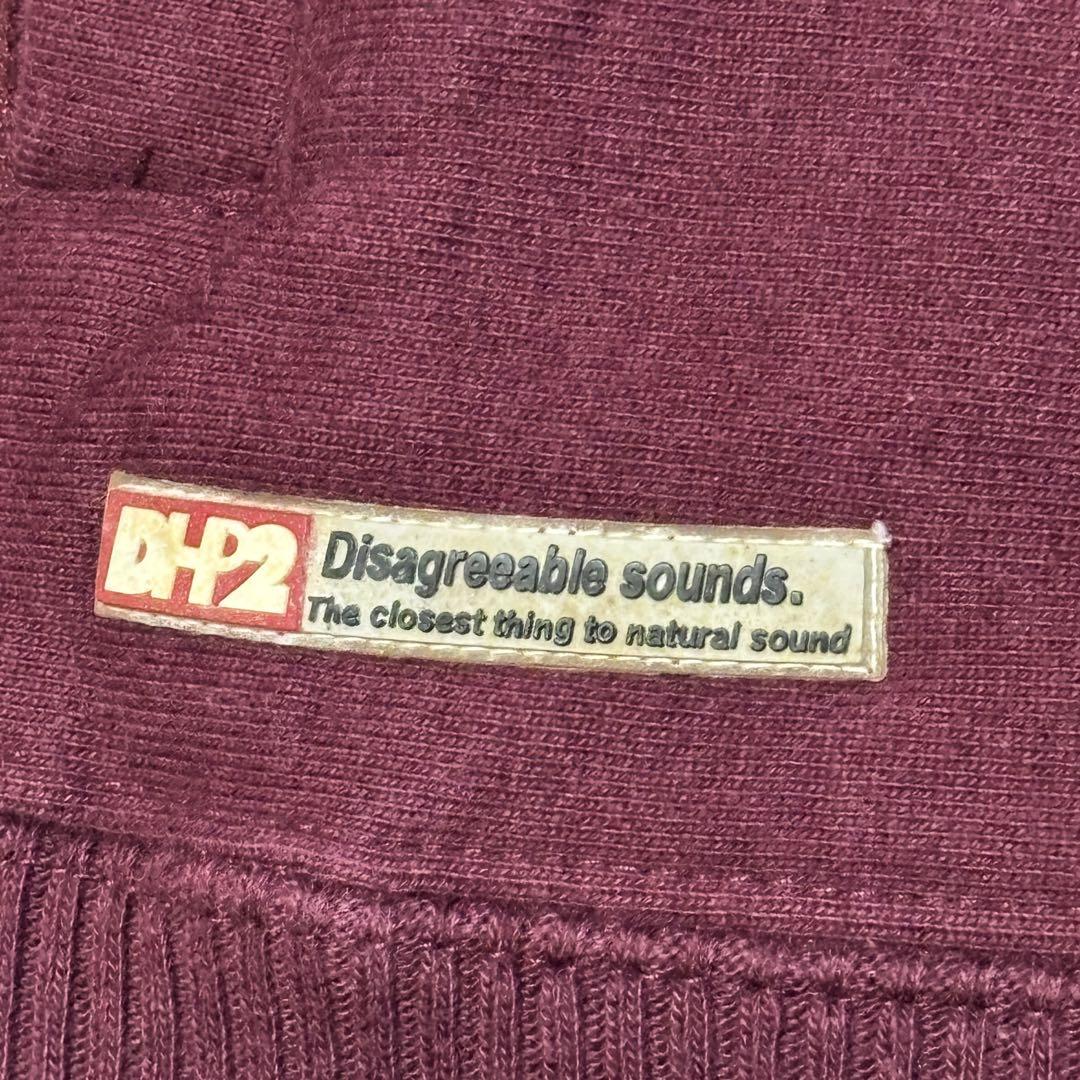 DHP2
Disagreeable sounds.
The closest thing to natural sound